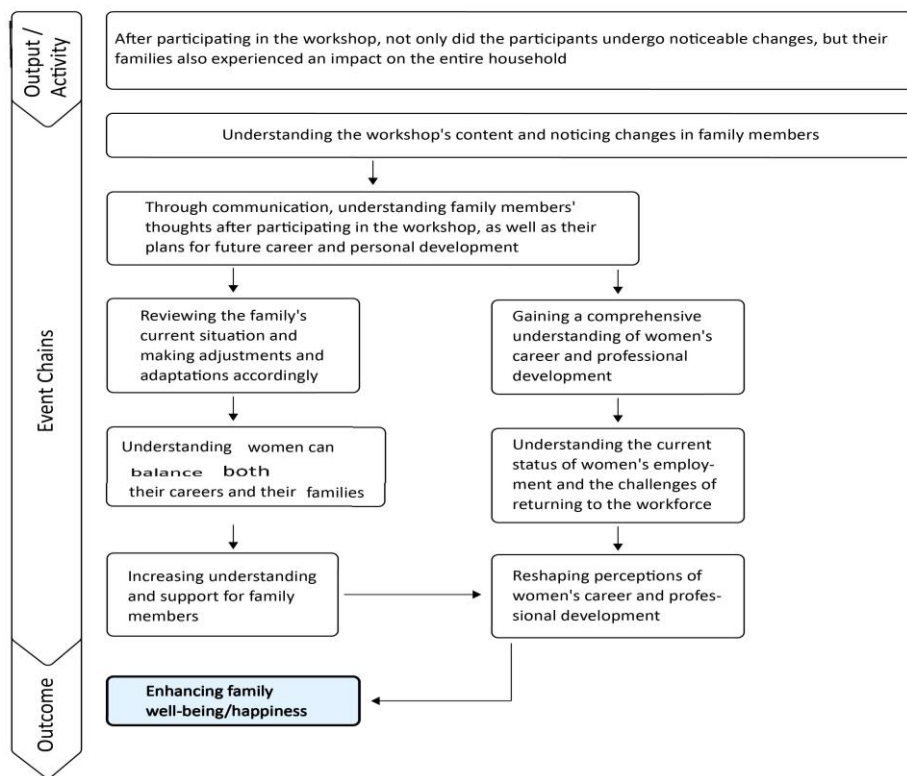 Output /
Activity
After participating in the workshop, not only did the participants undergo noticeable changes, but their
families also experienced an impact on the entire household
Event Chains
Understanding the workshop's content and noticing changes in family members
Through communication, understanding family members'
thoughts after participating in the workshop, as well as their
plans for future career and personal development
Reviewing the family's
current situation and
making adjustments and
adaptations accordingly
Gaining a comprehensive
understanding of women's
career and professional
development
Understanding women can
balance both
their careers and their families
Understanding the current
status of women's employ-
ment and the challenges of
returning to the workforce
Increasing understanding
and support for family
members
Reshaping perceptions of
women's career and profes-
sional development
Outcome
Enhancing family
well-being/happiness